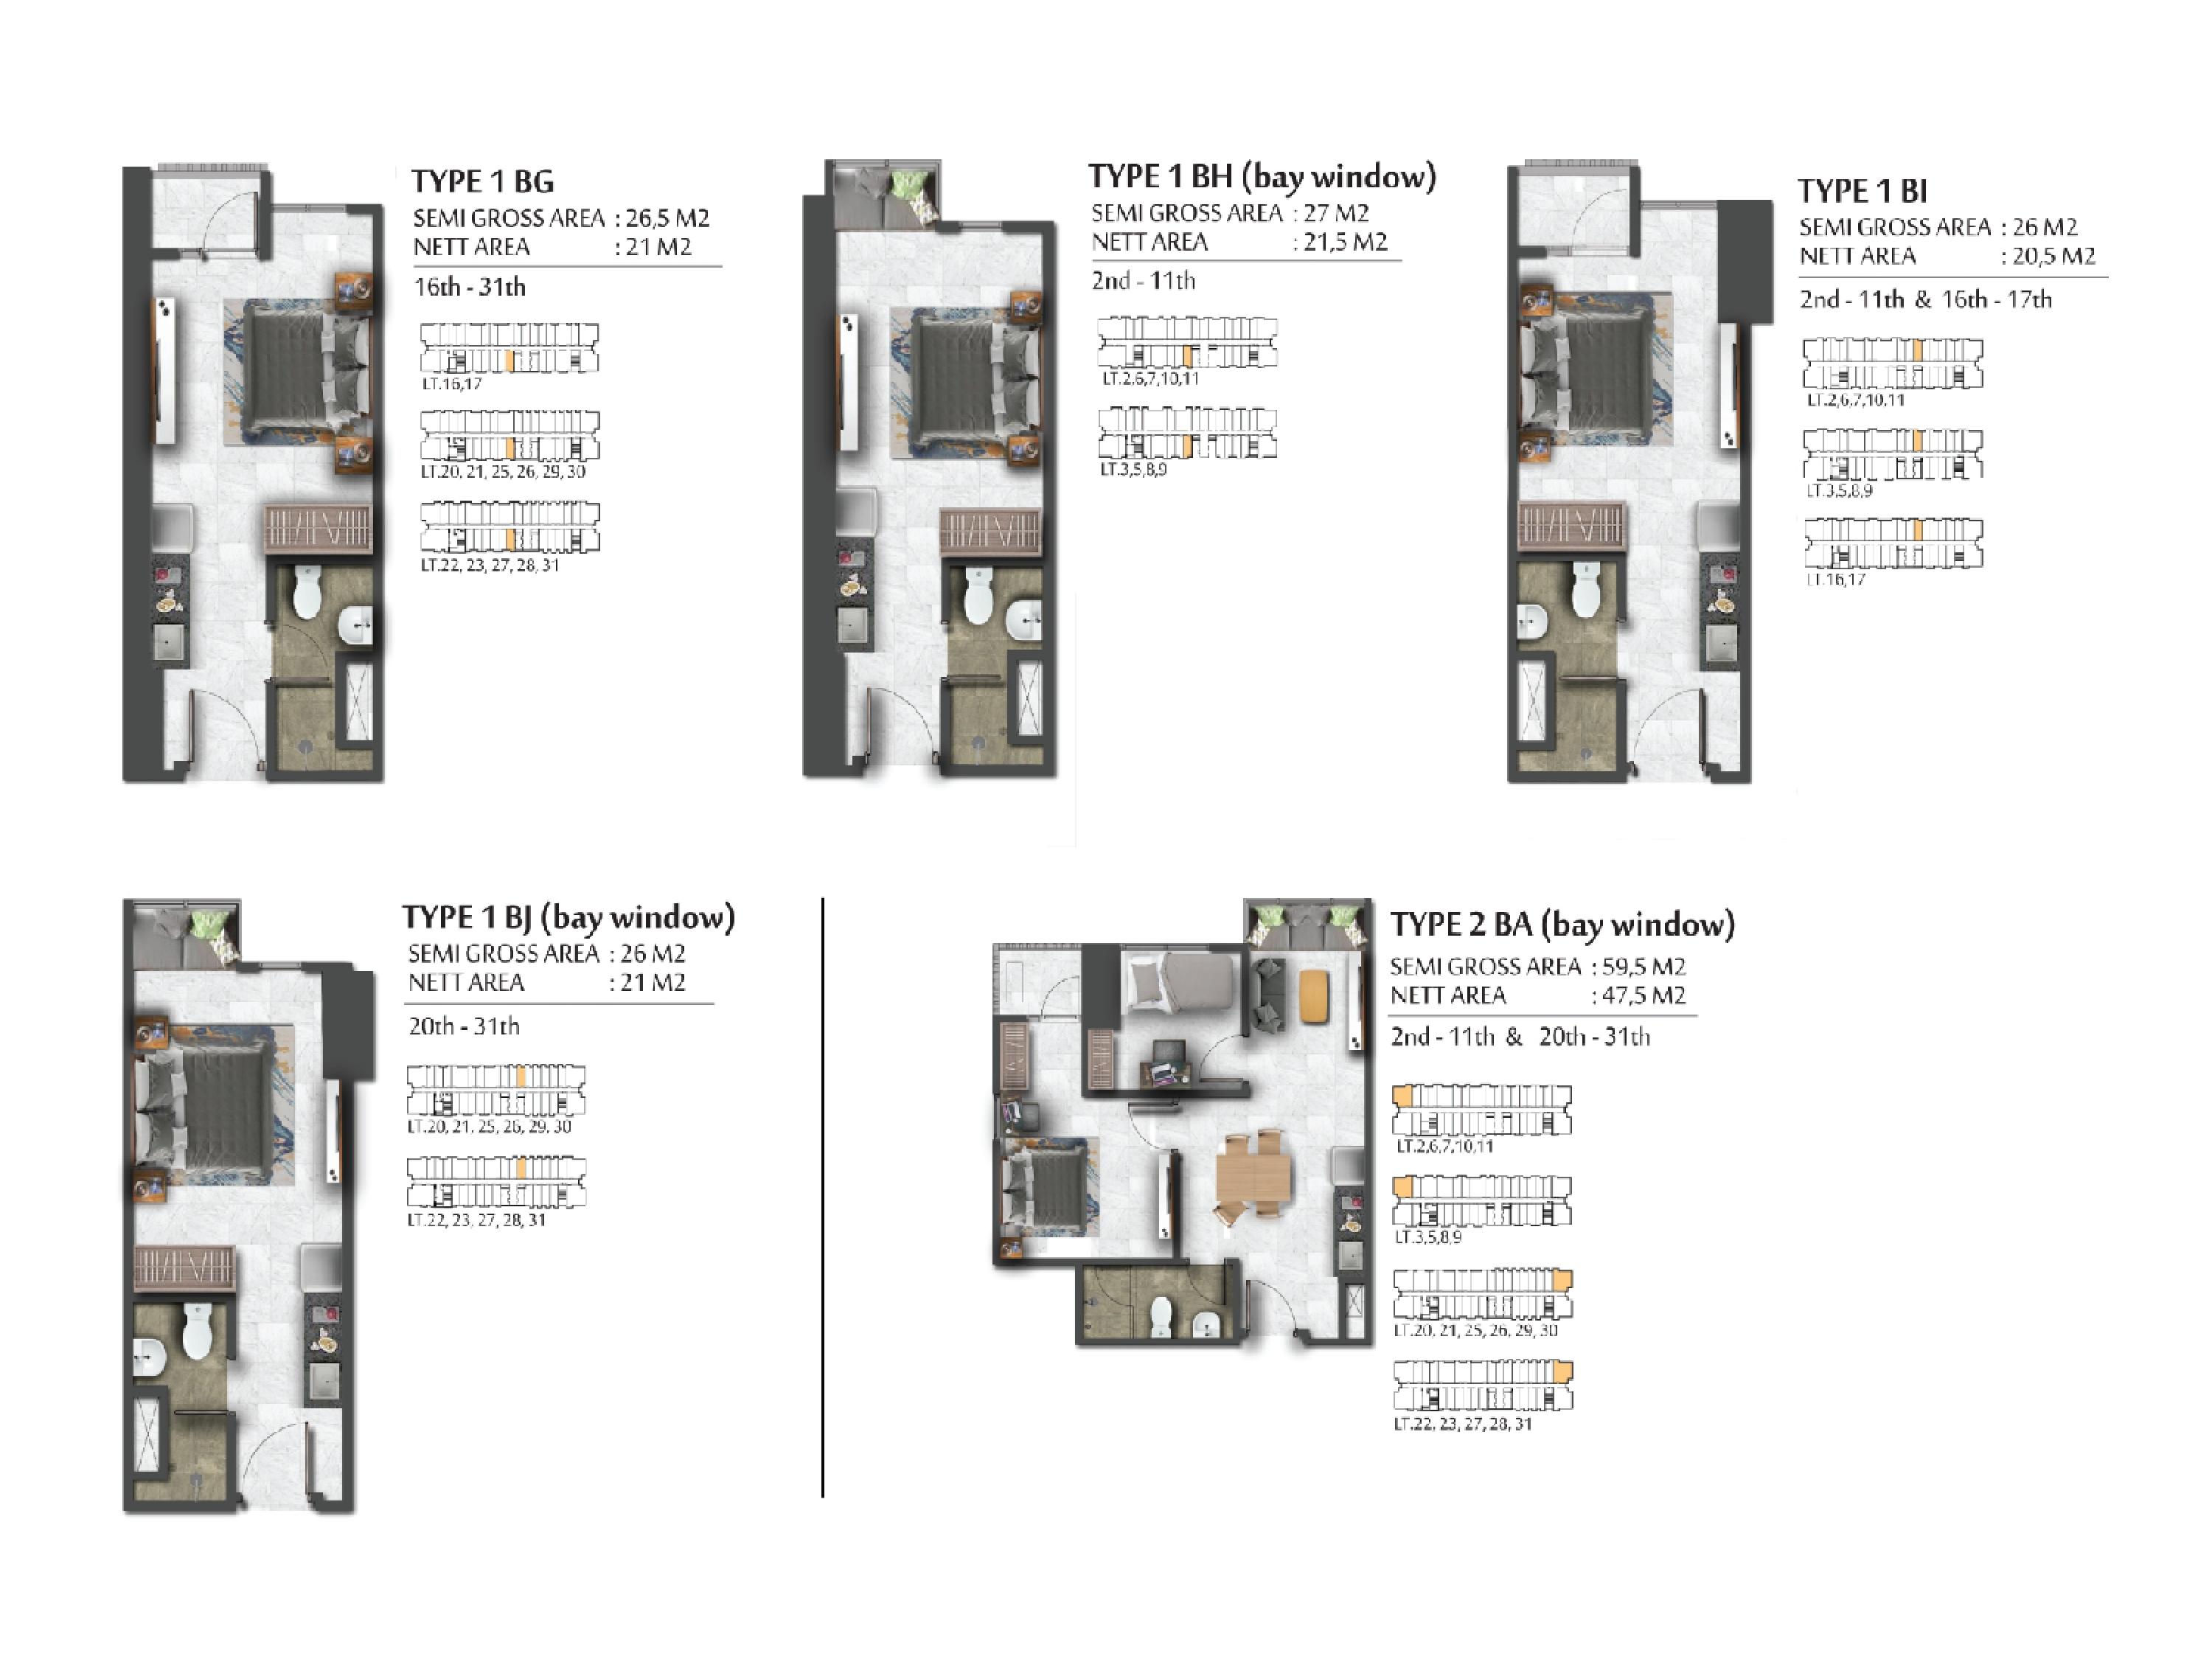 TYPE 1 BG
SEMI GROSS AREA : 26,5 M2
NETT AREA : 21 M2
16th - 31th
LT.16,17
LT.20, 21, 25, 26, 29, 30
LT.22, 23, 27, 28, 31
TYPE 1 BH (bay window)
SEMI GROSS AREA : 27 M2
NETT AREA : 21,5 M2
2nd - 11th
LT.2,6,7,10,11
LT.3,5,8,9
TYPE 1 BI
SEMI GROSS AREA : 26 M2
NETT AREA : 20,5 M2
2nd - 11th & 16th - 17th
LT.2,6,7,10,11
LT.3,5,8,9
LT.16,17
TYPE 1 BJ (bay window)
SEMI GROSS AREA : 26 M2
NETT AREA : 21 M2
20th - 31th
LT.20, 21, 25, 26, 29, 30
LT.22, 23, 27, 28, 31
TYPE 2 BA (bay window)
SEMI GROSS AREA : 59,5 M2
NETT AREA : 47,5 M2
2nd - 11th & 20th - 31th
LT.2,6,7,10,11
LT.3,5,8,9
LT.20, 21, 25, 26, 29, 30
LT.22, 23, 27, 28, 31